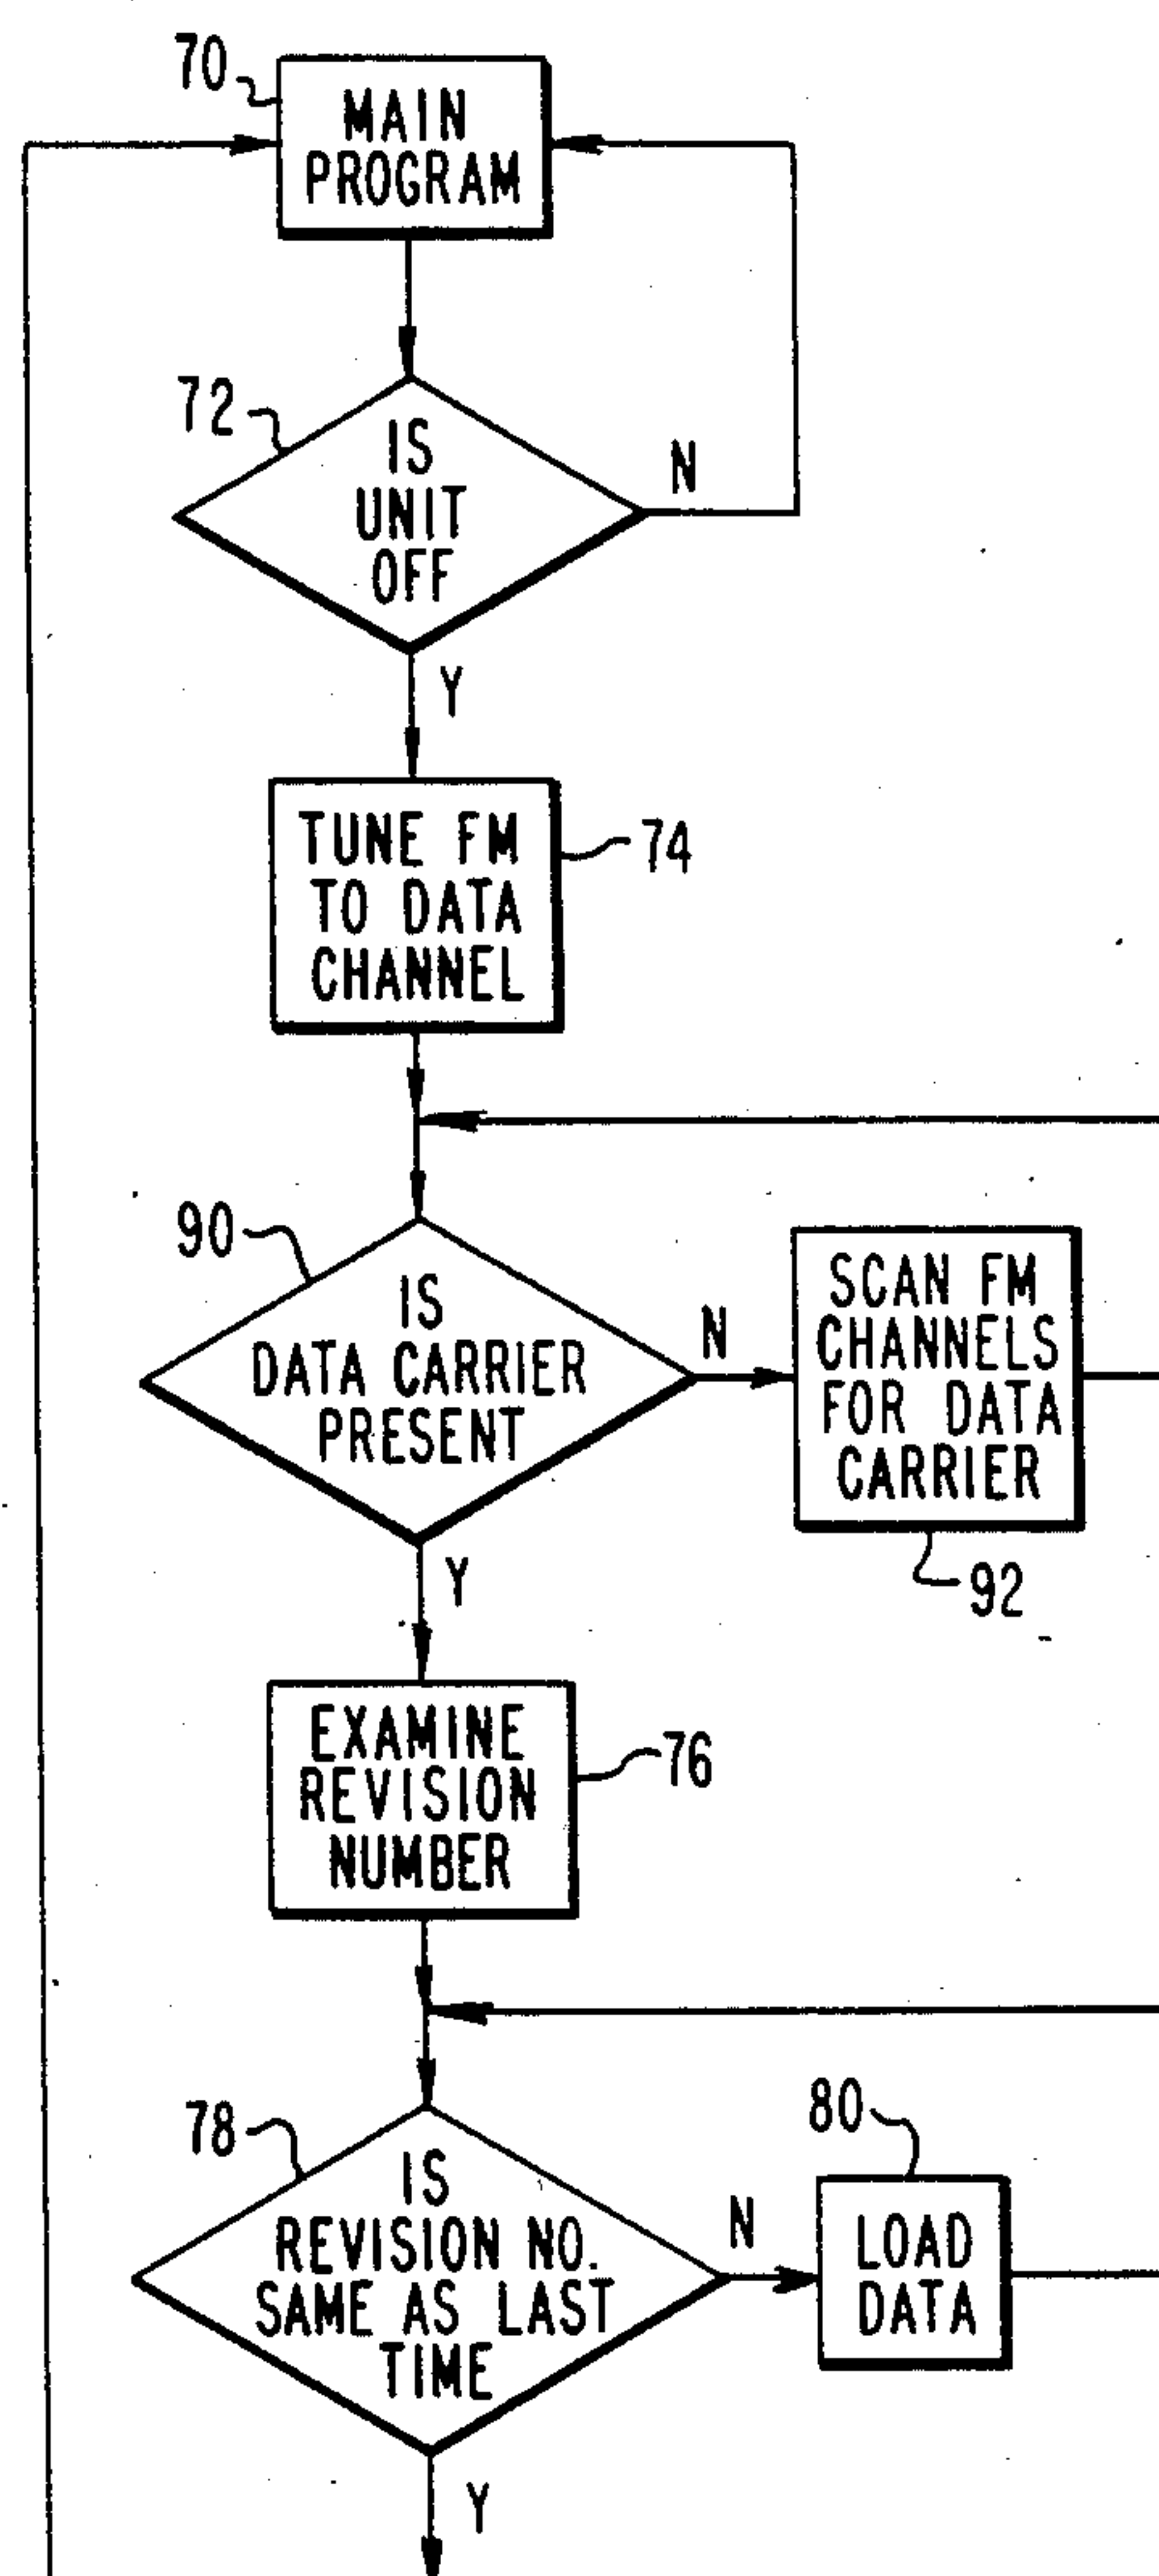 70
MAIN
PROGRAM
72
IS
UNIT
OFF
N
Y
TUNE FM
TO DATA
CHANNEL
74
90
IS
DATA CARRIER
PRESENT
N
SCAN FM
CHANNELS
FOR DATA
CARRIER
92
Y
EXAMINE
REVISION
NUMBER
76
78
IS
REVISION NO.
SAME AS LAST
TIME
N
80
LOAD
DATA
Y